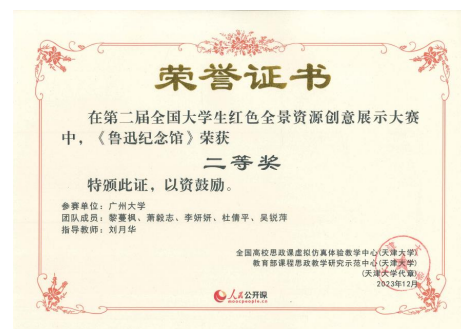 荣誉证书
在第二届全国大学生红色全景资源创意展示大赛
中，《鲁迅纪念馆》荣获
二等奖
特颁此证，以资鼓励。
参赛单位：广州大学
团队成员：黎蔓枫、萧毅志、李妍妍、杜倩平、吴锐萍
指导教师：刘月华
全国高校思政课虚拟仿真体验教学中心(天津大学)
教育部课程思政教学研究示范中心(天津大学)
(天津大学代章)
2023年12月
人民公开课
moocpeople.cn